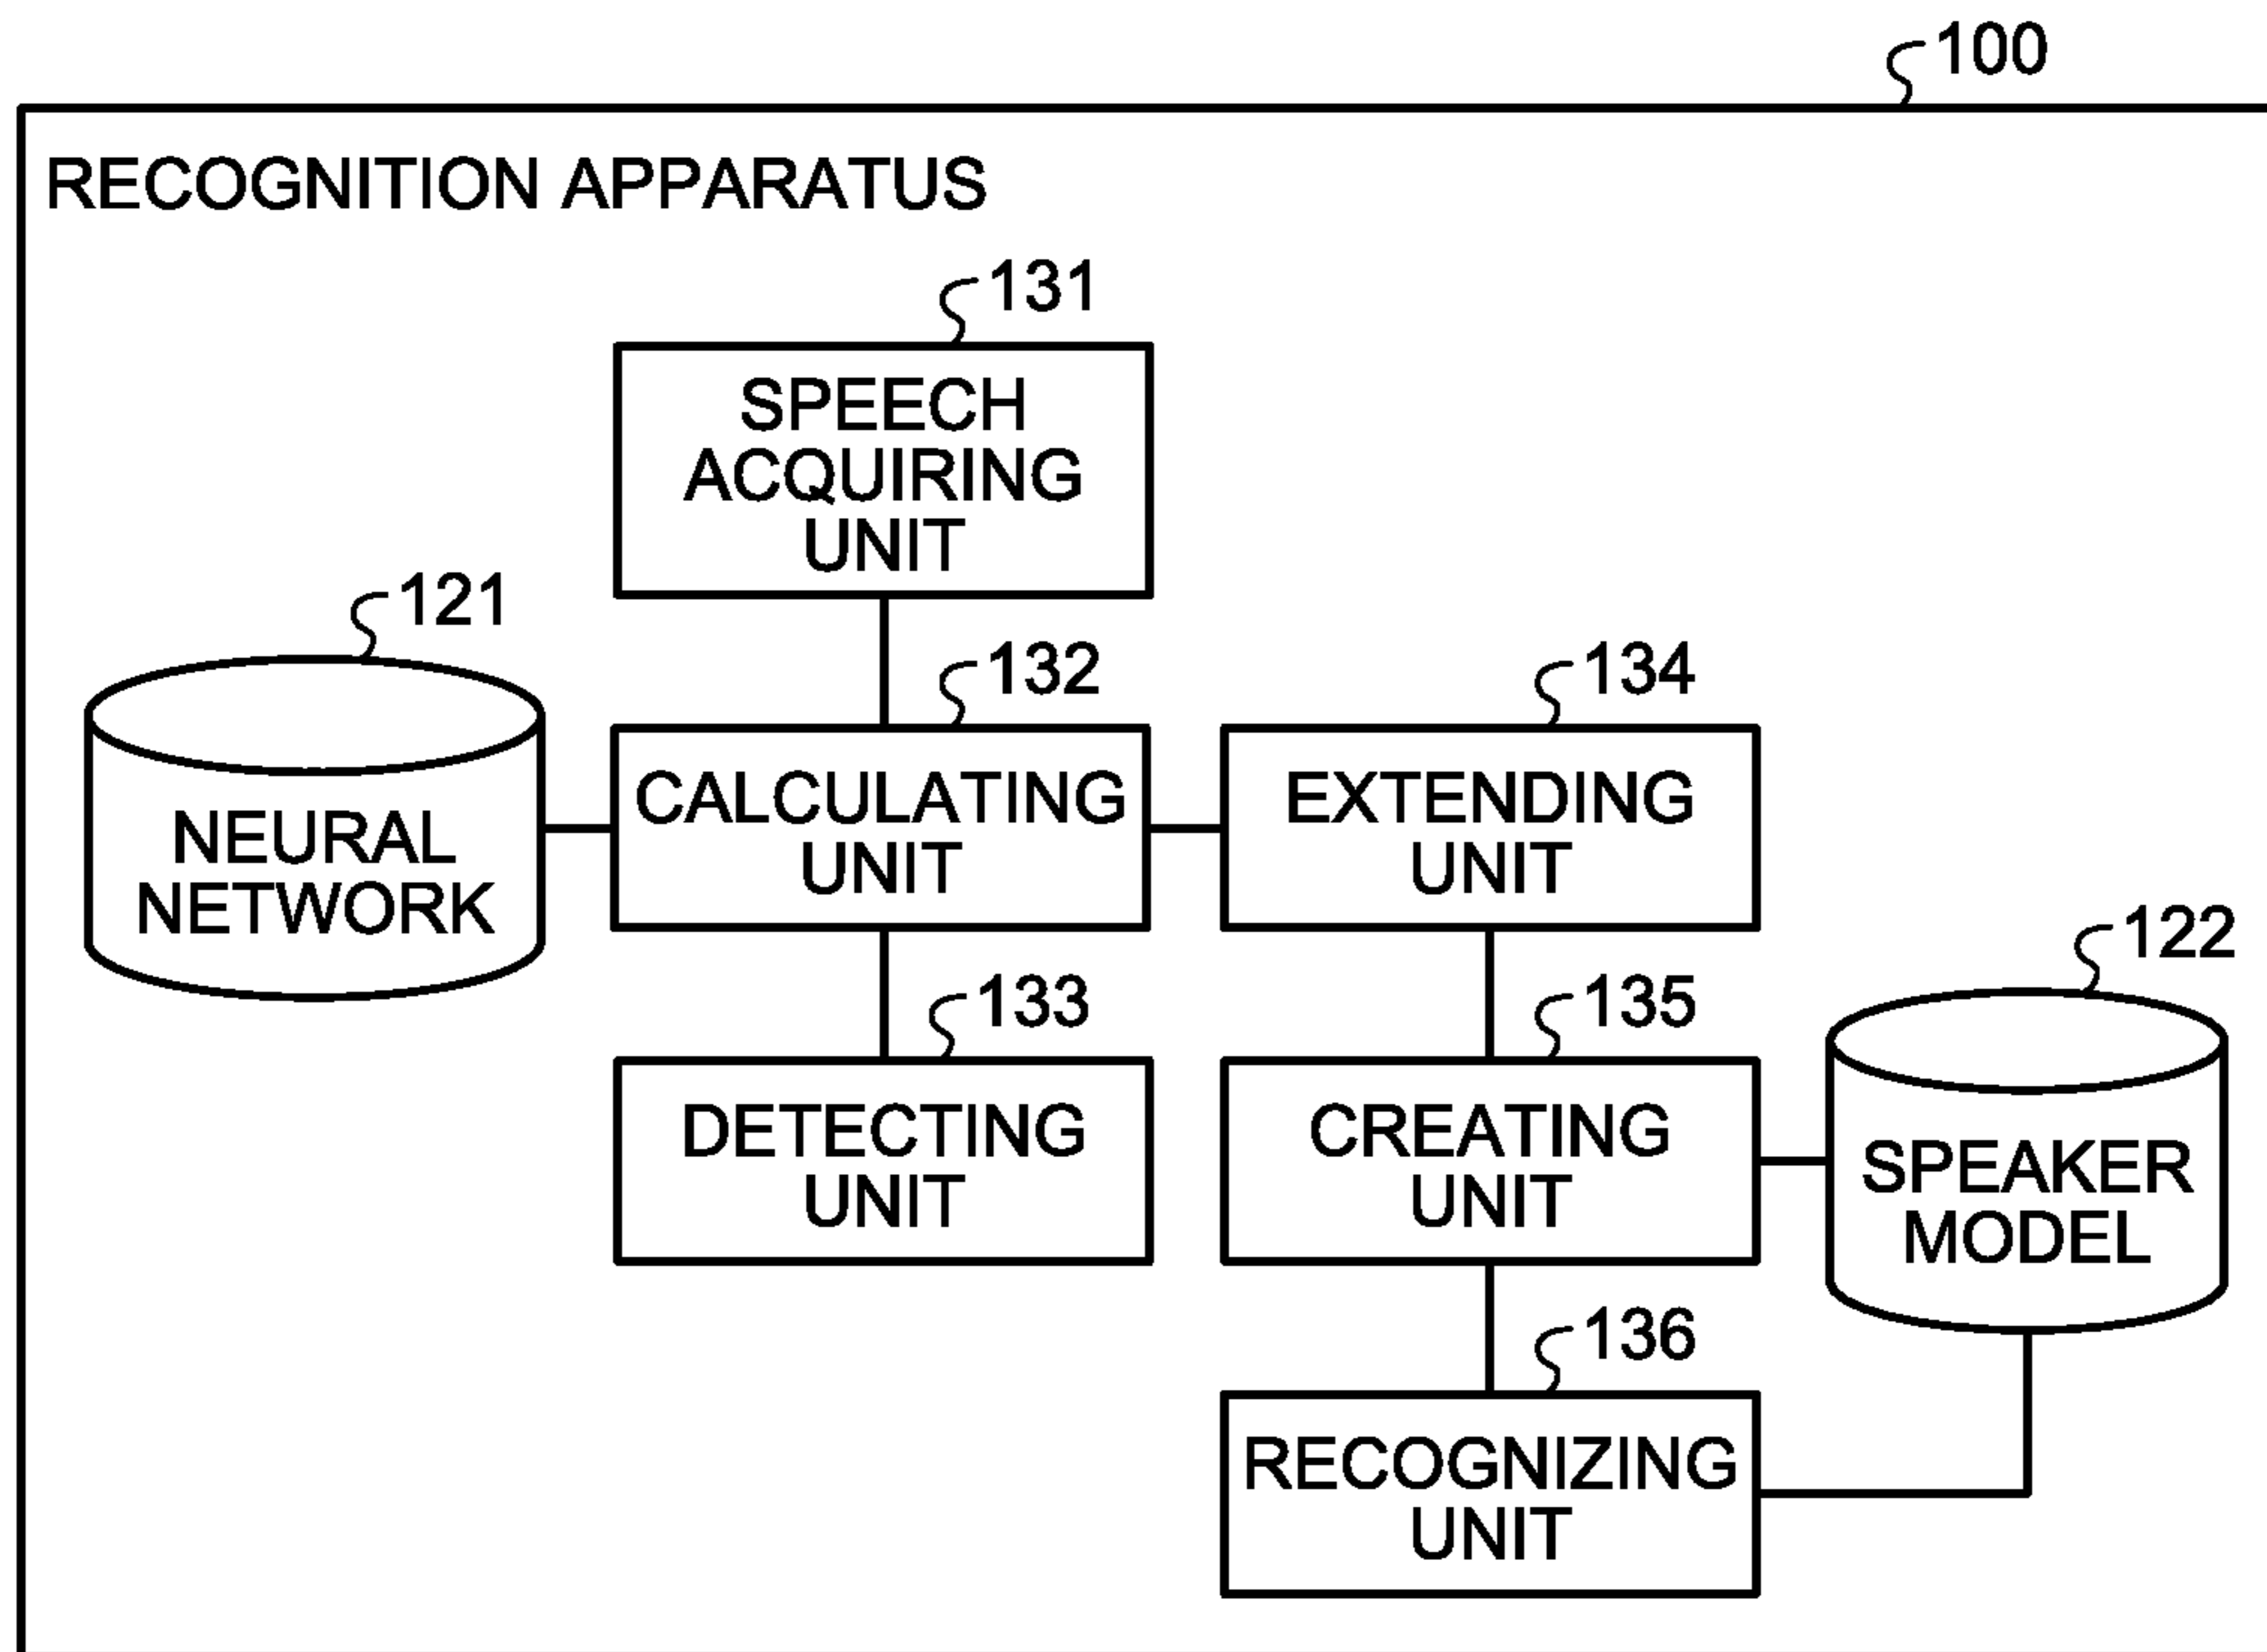 100
RECOGNITION APPARATUS
131
SPEECH
ACQUIRING
UNIT
121
NEURAL
NETWORK
132
CALCULATING
UNIT
134
EXTENDING
UNIT
133
DETECTING
UNIT
135
CREATING
UNIT
122
SPEAKER
MODEL
136
RECOGNIZING
UNIT